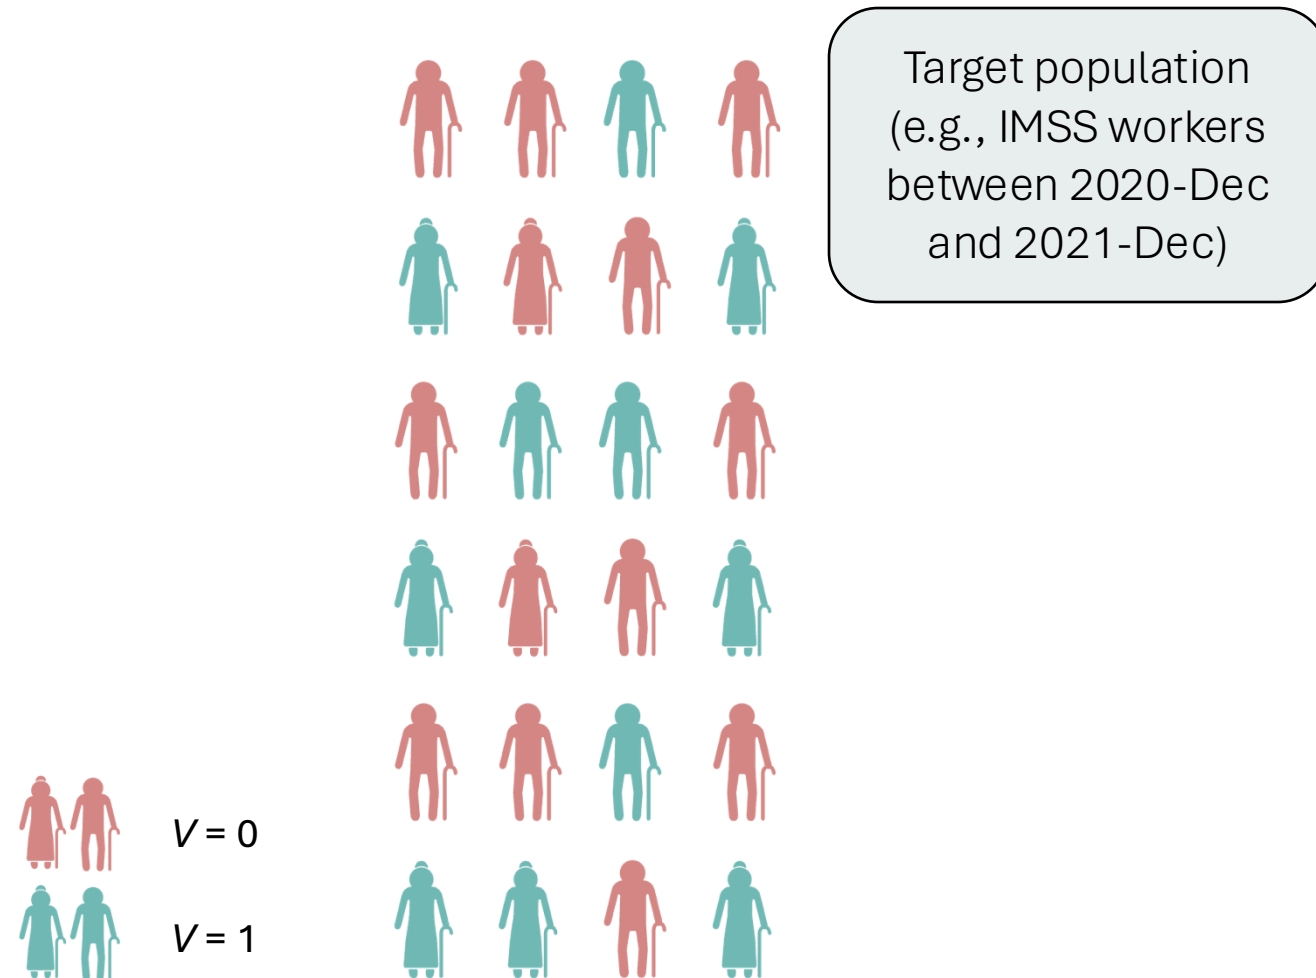 Target population
(e.g., IMSS workers
between 2020-Dec
and 2021-Dec)
V = 0
V = 1